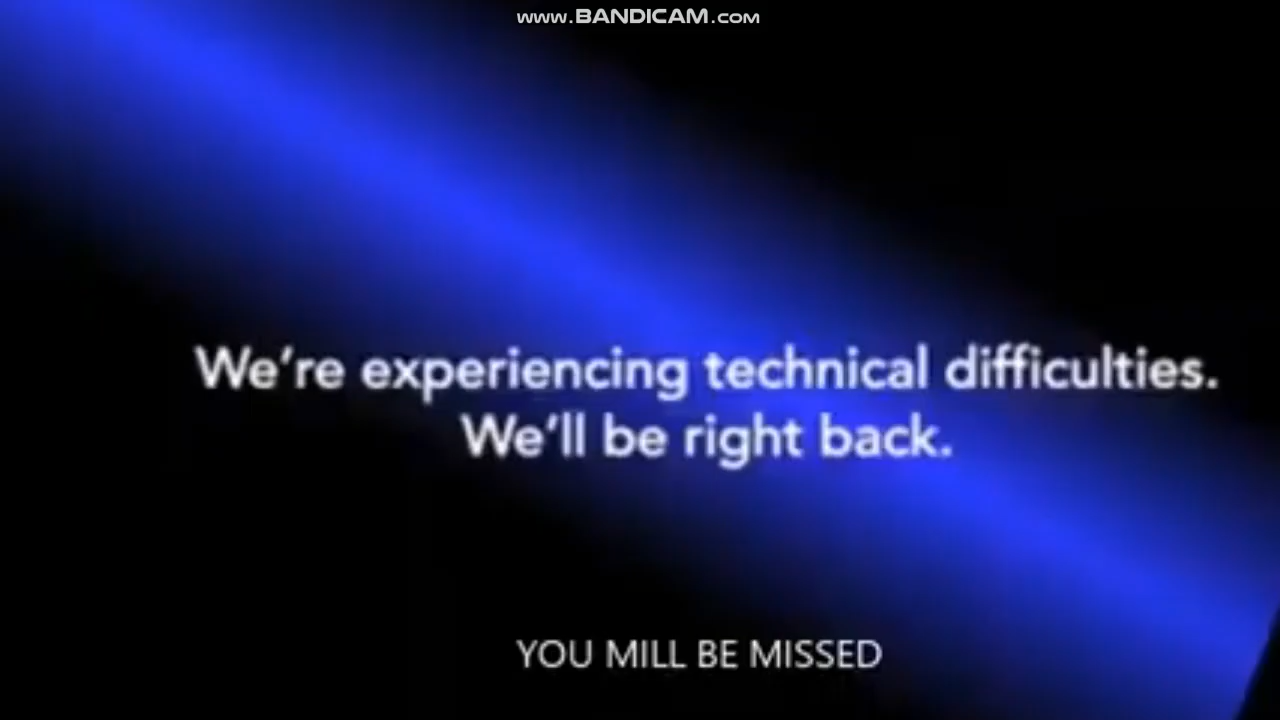 www.BANDICAM.com
We're experiencing technical difficulties.
We'll be right back.
YOU MILL BE MISSED